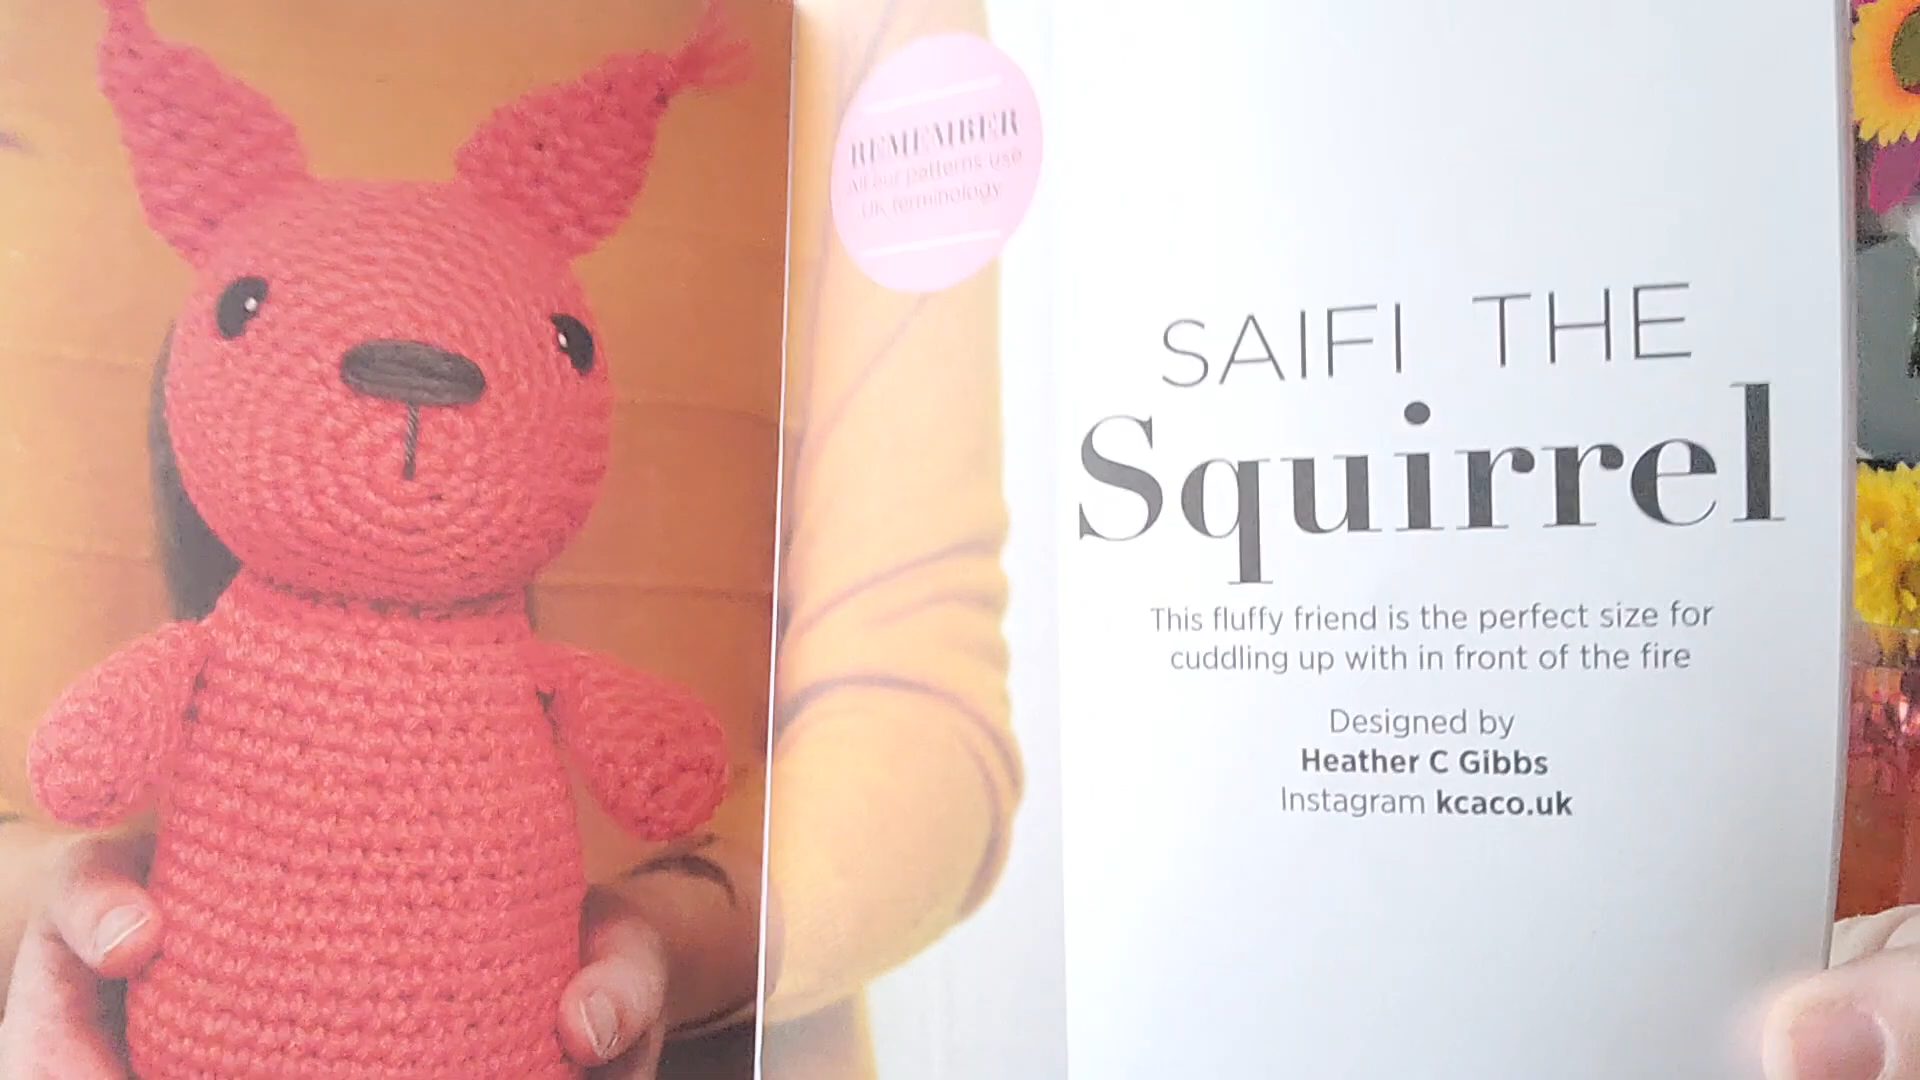 REMEMBER
All our patterns use
UK terminology
SAIFI THE
Squirrel
This fluffy friend is the perfect size for
cuddling up with in front of the fire
Designed by
Heather C Gibbs
Instagram kcaco.uk